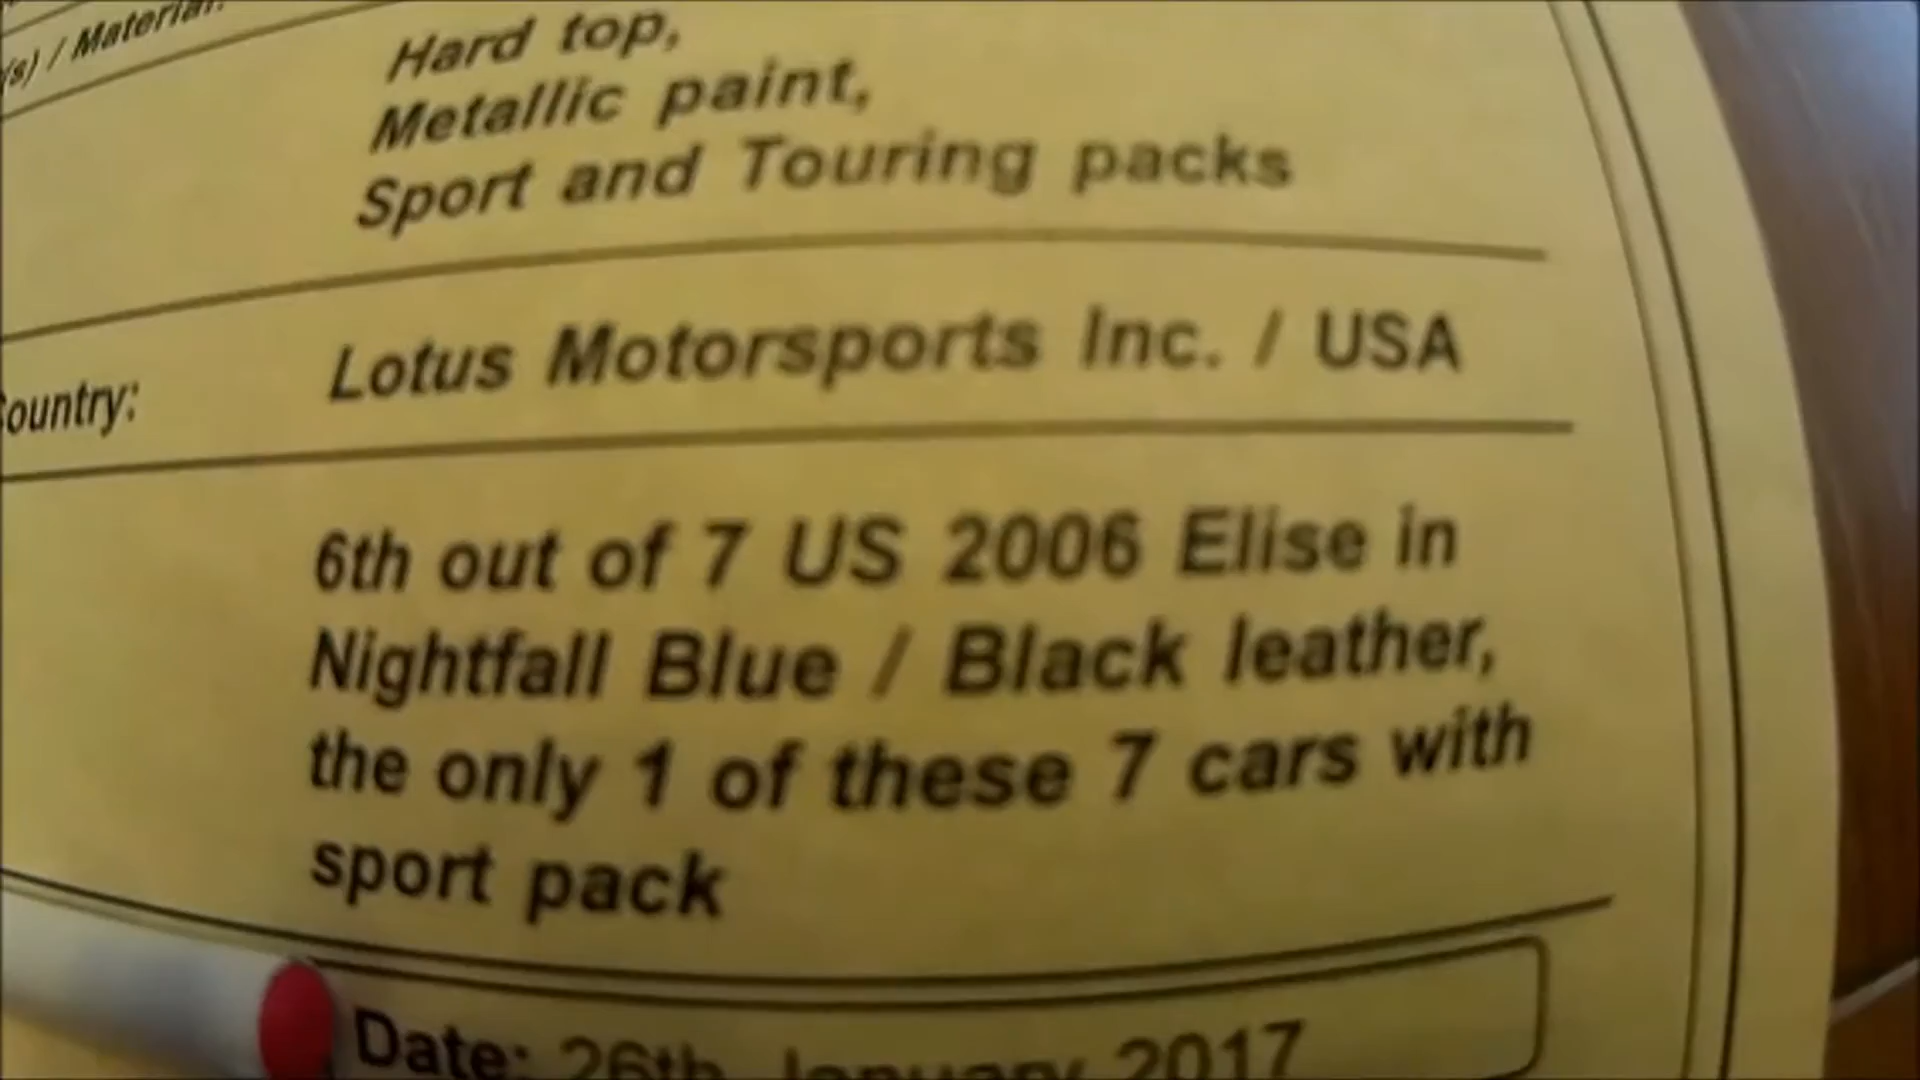 (s) / Material:
Hard top,
Metallic paint,
Sport and Touring packs
Country:
Lotus Motorsports Inc. / USA
6th out of 7 US 2006 Elise in
Nightfall Blue / Black leather,
the only 1 of these 7 cars with
sport pack
Date: 26th January 2017